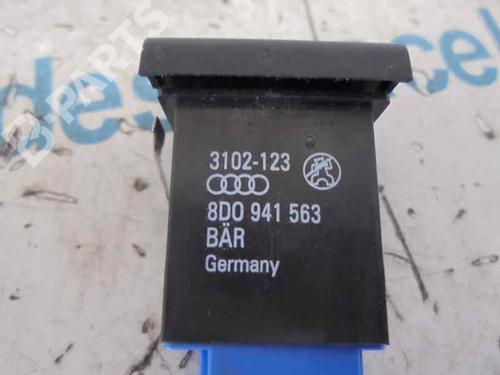 B-PARTS
3102-123
8D0 941 563
BÄR
Germany